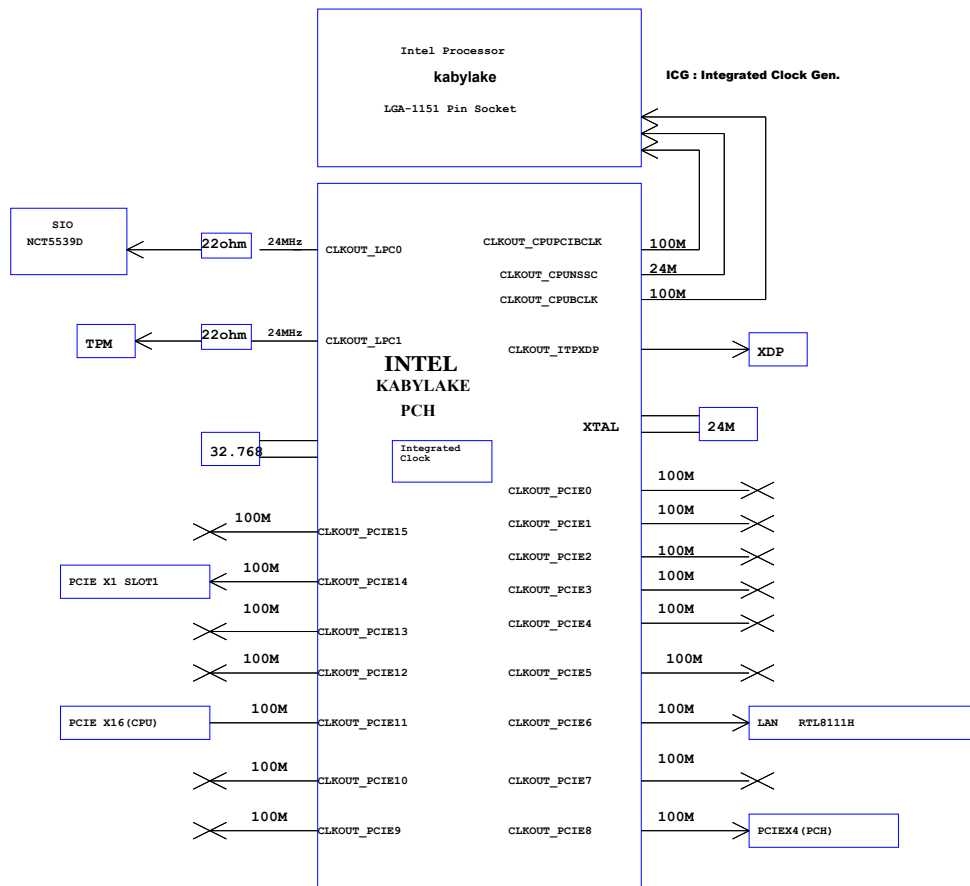 Intel Processor
kabylake
LGA-1151 Pin Socket
ICG : Integrated Clock Gen.
SIO
NCT5539D
22ohm
24MHz
CLKOUT_LPC0
CLKOUT_CPUPCIBCLK
100M
CLKOUT_CPUNSSC
24M
CLKOUT_CPUBCLK
100M
TPM
22ohm
24MHz
CLKOUT_LPC1
CLKOUT_ITPXDP
XDP
INTEL
KABYLAKE
PCH
XTAL
24M
32.768
Integrated
Clock
CLKOUT_PCIE0
100M
100M
CLKOUT_PCIE15
CLKOUT_PCIE1
100M
CLKOUT_PCIE2
100M
PCIE X1 SLOT1
100M
CLKOUT_PCIE14
CLKOUT_PCIE3
100M
100M
CLKOUT_PCIE13
CLKOUT_PCIE4
100M
100M
CLKOUT_PCIE12
CLKOUT_PCIE5
100M
PCIE X16(CPU)
100M
CLKOUT_PCIE11
CLKOUT_PCIE6
100M
LAN RTL8111H
100M
CLKOUT_PCIE10
CLKOUT_PCIE7
100M
100M
CLKOUT_PCIE9
CLKOUT_PCIE8
100M
PCIEX4(PCH)